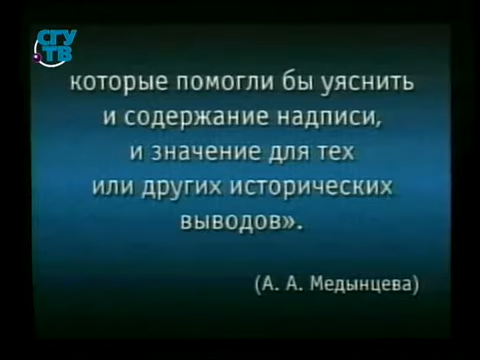 СГУ
ТВ
которые помогли бы уяснить
и содержание надписи,
и значение для тех
или других исторических
выводов».
(А. А. Медынцева)